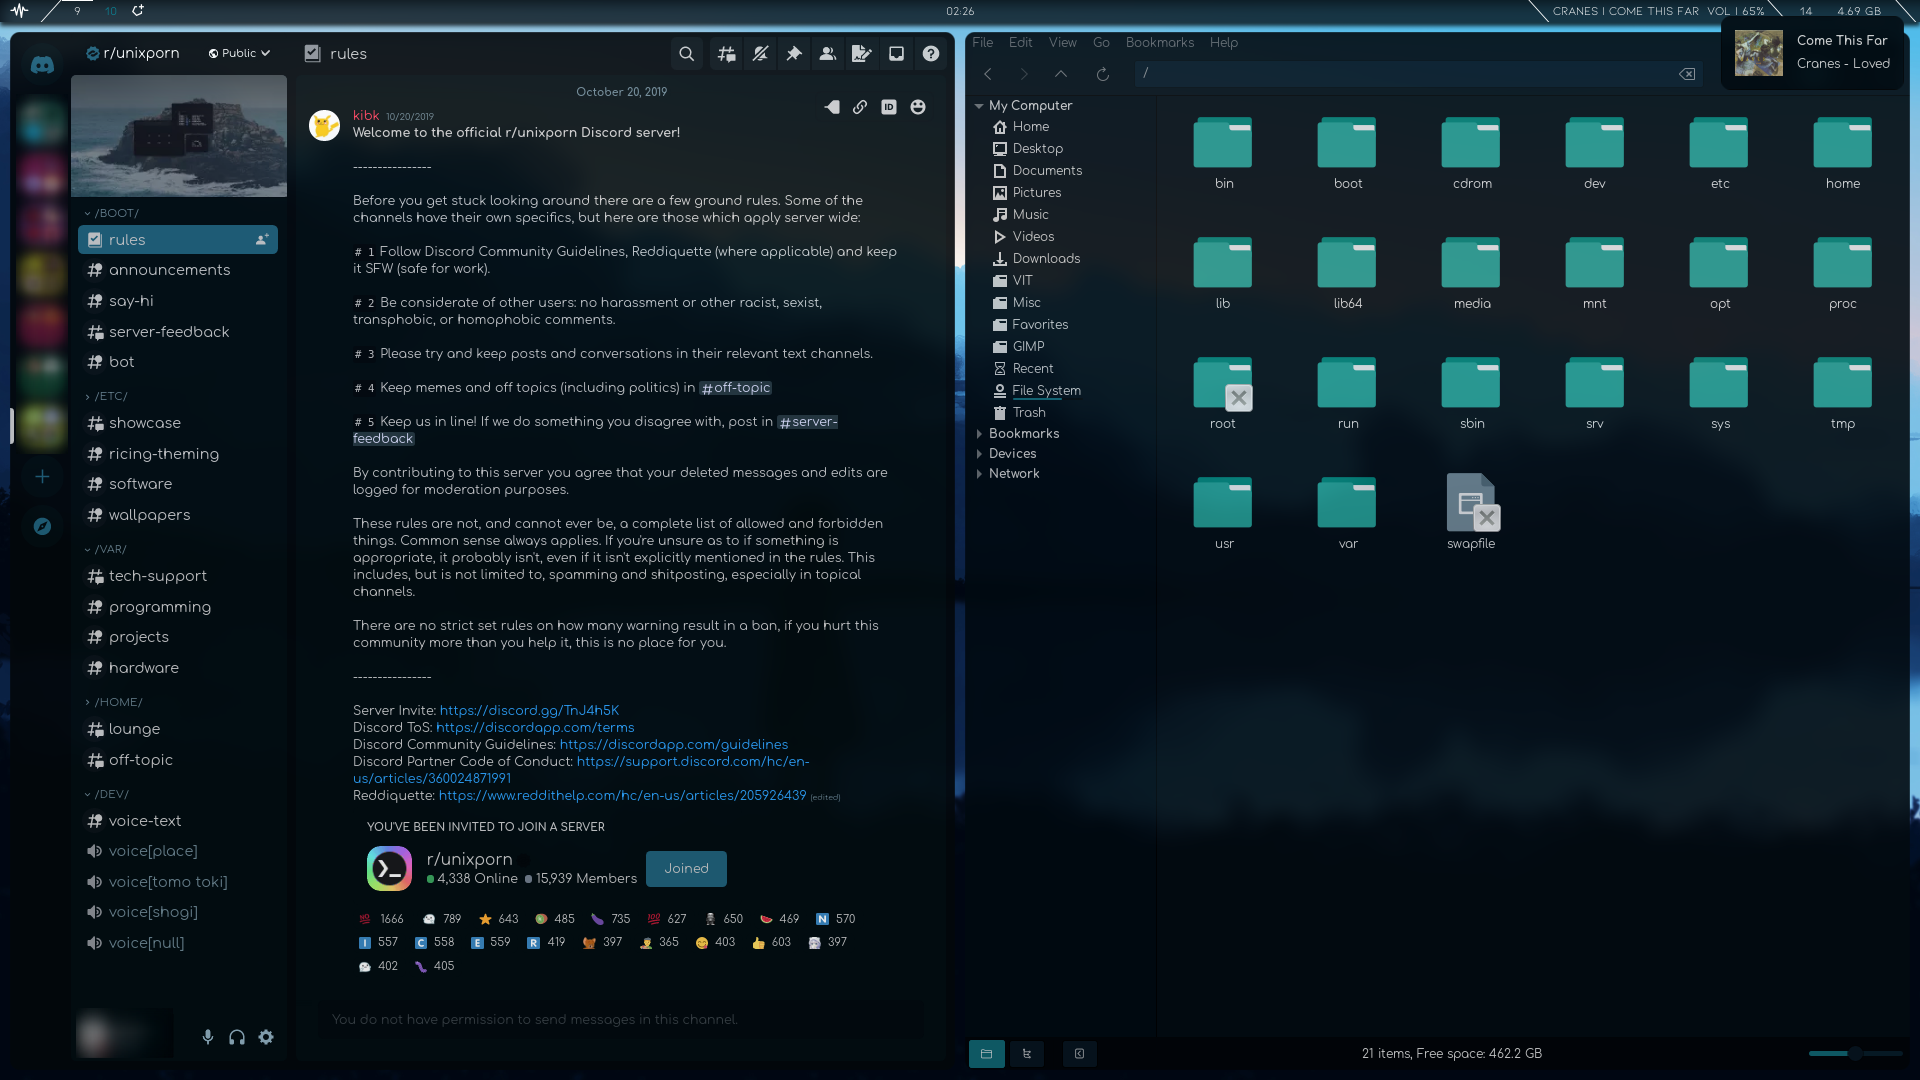 9 10
02:26
CRANES | COME THIS FAR VOL | 65% 14 4.69 GB
r/unixporn
Public
/BOOT/
rules
announcements
say-hi
server-feedback
bot
/ETC/
showcase
ricing-theming
software
wallpapers
/VAR/
tech-support
programming
projects
hardware
/HOME/
lounge
off-topic
/DEV/
voice-text
voice[place]
voice[tomo toki]
voice[shogi]
voice[null]
rules
October 20, 2019
kibk 10/20/2019
Welcome to the official r/unixporn Discord server!
----------------
Before you get stuck looking around there are a few ground rules. Some of the
channels have their own specifics, but here are those which apply server wide:
# 1 Follow Discord Community Guidelines, Reddiquette (where applicable) and keep
it SFW (safe for work).
# 2 Be considerate of other users: no harassment or other racist, sexist,
transphobic, or homophobic comments.
# 3 Please try and keep posts and conversations in their relevant text channels.
# 4 Keep memes and off topics (including politics) in #off-topic
# 5 Keep us in line! If we do something you disagree with, post in #server-
feedback
By contributing to this server you agree that your deleted messages and edits are
logged for moderation purposes.
These rules are not, and cannot ever be, a complete list of allowed and forbidden
things. Common sense always applies. If you're unsure as to if something is
appropriate, it probably isn't, even if it isn't explicitly mentioned in the rules. This
includes, but is not limited to, spamming and shitposting, especially in topical
channels.
There are no strict set rules on how many warning result in a ban, if you hurt this
community more than you help it, this is no place for you.
----------------
Server Invite: https://discord.gg/TnJ4h5K
Discord ToS: https://discordapp.com/terms
Discord Community Guidelines: https://discordapp.com/guidelines
Discord Partner Code of Conduct: https://support.discord.com/hc/en-
us/articles/360024871991
Reddiquette: https://www.reddithelp.com/hc/en-us/articles/205926439 (edited)
YOU'VE BEEN INVITED TO JOIN A SERVER
r/unixporn
4,338 Online 15,939 Members
Joined
1666 789 643 485 735 627 650 469 N 570
I 557 C 558 E 559 R 419 397 365 403 603 397
402 405
You do not have permission to send messages in this channel.
File Edit View Go Bookmarks Help
/
Come This Far
Cranes - Loved
My Computer
Home
Desktop
Documents
Pictures
Music
Videos
Downloads
VIT
Misc
Favorites
GIMP
Recent
File System
Trash
Bookmarks
Devices
Network
bin boot cdrom dev etc home
lib lib64 media mnt opt proc
root run sbin srv sys tmp
usr var swapfile
21 items, Free space: 462.2 GB